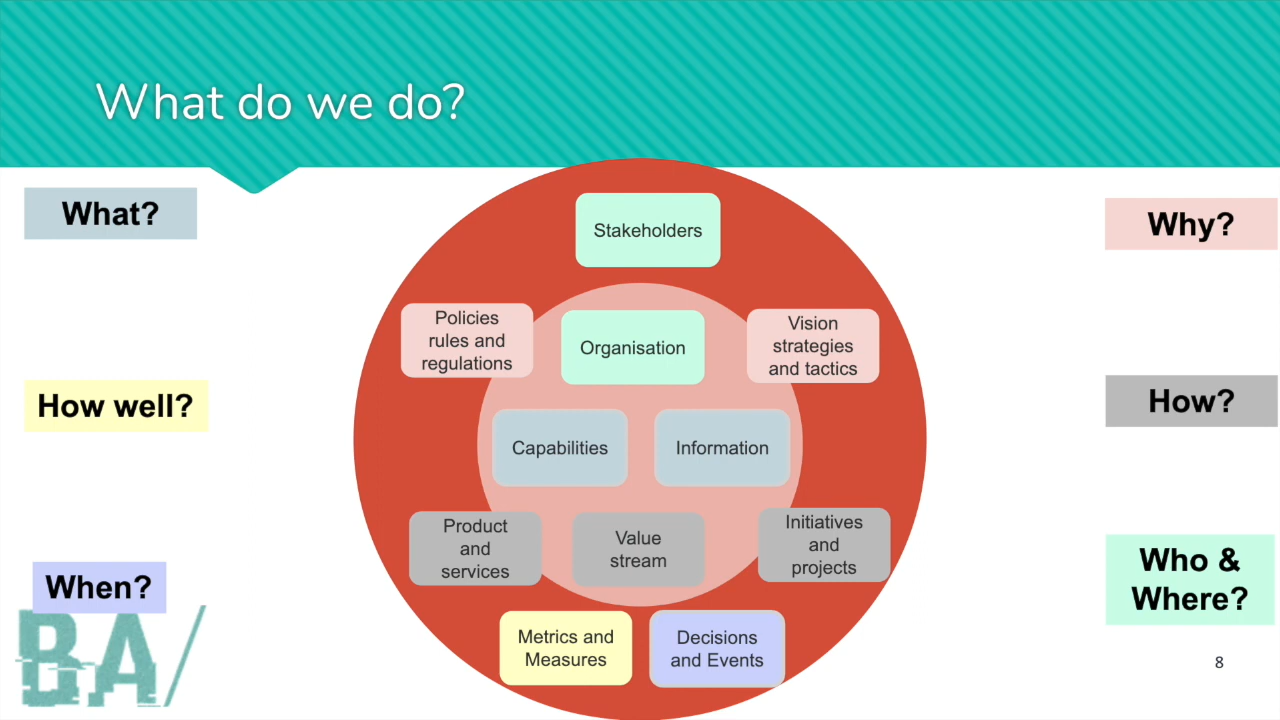 What do we do?
What?
How well?
When?
BA/
Stakeholders
Policies
rules and
regulations
Organisation
Vision
strategies
and tactics
Capabilities
Information
Product
and
services
Value
stream
Initiatives
and
projects
Metrics and
Measures
Decisions
and Events
Why?
How?
Who &
Where?
8